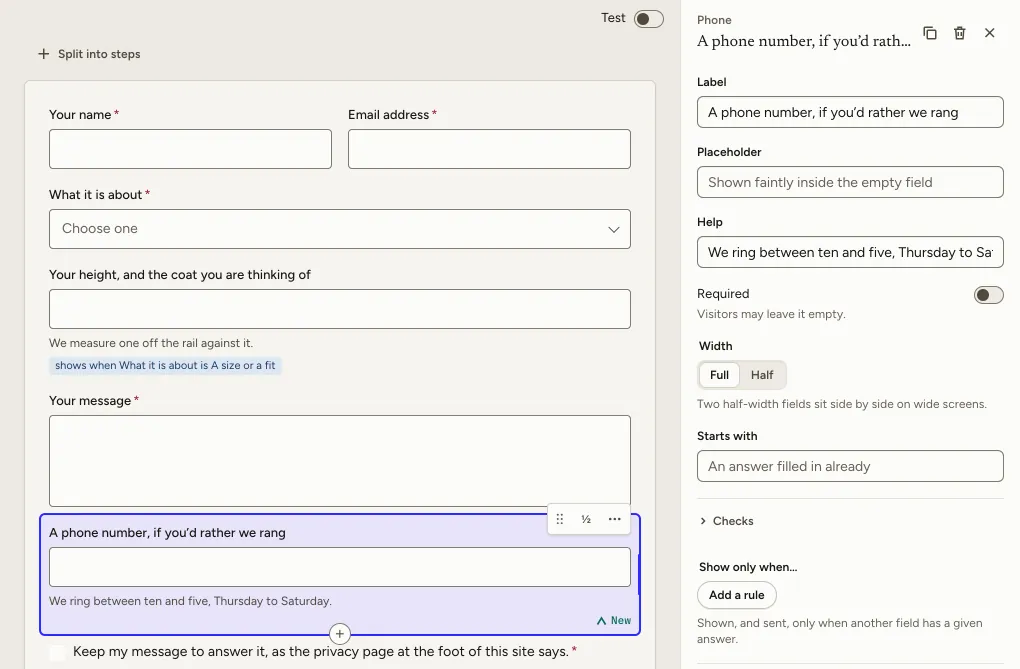 Test
Split into steps
Your name *
Email address *
What it is about *
Choose one
Your height, and the coat you are thinking of
We measure one off the rail against it.
shows when What it is about is A size or a fit
Your message *
½
A phone number, if you’d rather we rang
We ring between ten and five, Thursday to Saturday.
New
Keep my message to answer it, as the privacy page at the foot of this site says. *
Phone
A phone number, if you’d rath...
Label
A phone number, if you’d rather we rang
Placeholder
Shown faintly inside the empty field
Help
We ring between ten and five, Thursday to Sa
Required
Visitors may leave it empty.
Width
Full Half
Two half-width fields sit side by side on wide screens.
Starts with
An answer filled in already
Checks
Show only when...
Add a rule
Shown, and sent, only when another field has a given
answer.